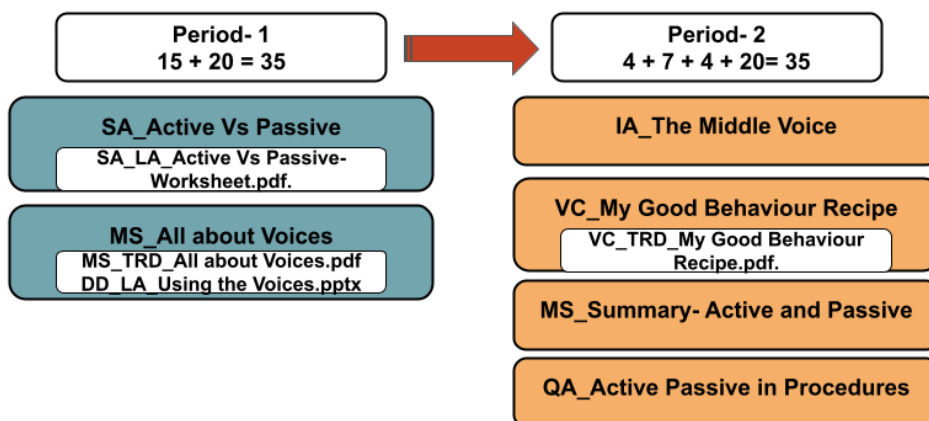 Period- 1
15 + 20 = 35
SA_Active Vs Passive
SA_LA_Active Vs Passive-
Worksheet.pdf.
MS_All about Voices
MS_TRD_All about Voices.pdf
DD_LA_Using the Voices.pptx
Period- 2
4 + 7 + 4 + 20= 35
IA_The Middle Voice
VC_My Good Behaviour Recipe
VC_TRD_My Good Behaviour
Recipe.pdf.
MS_Summary- Active and Passive
QA_Active Passive in Procedures